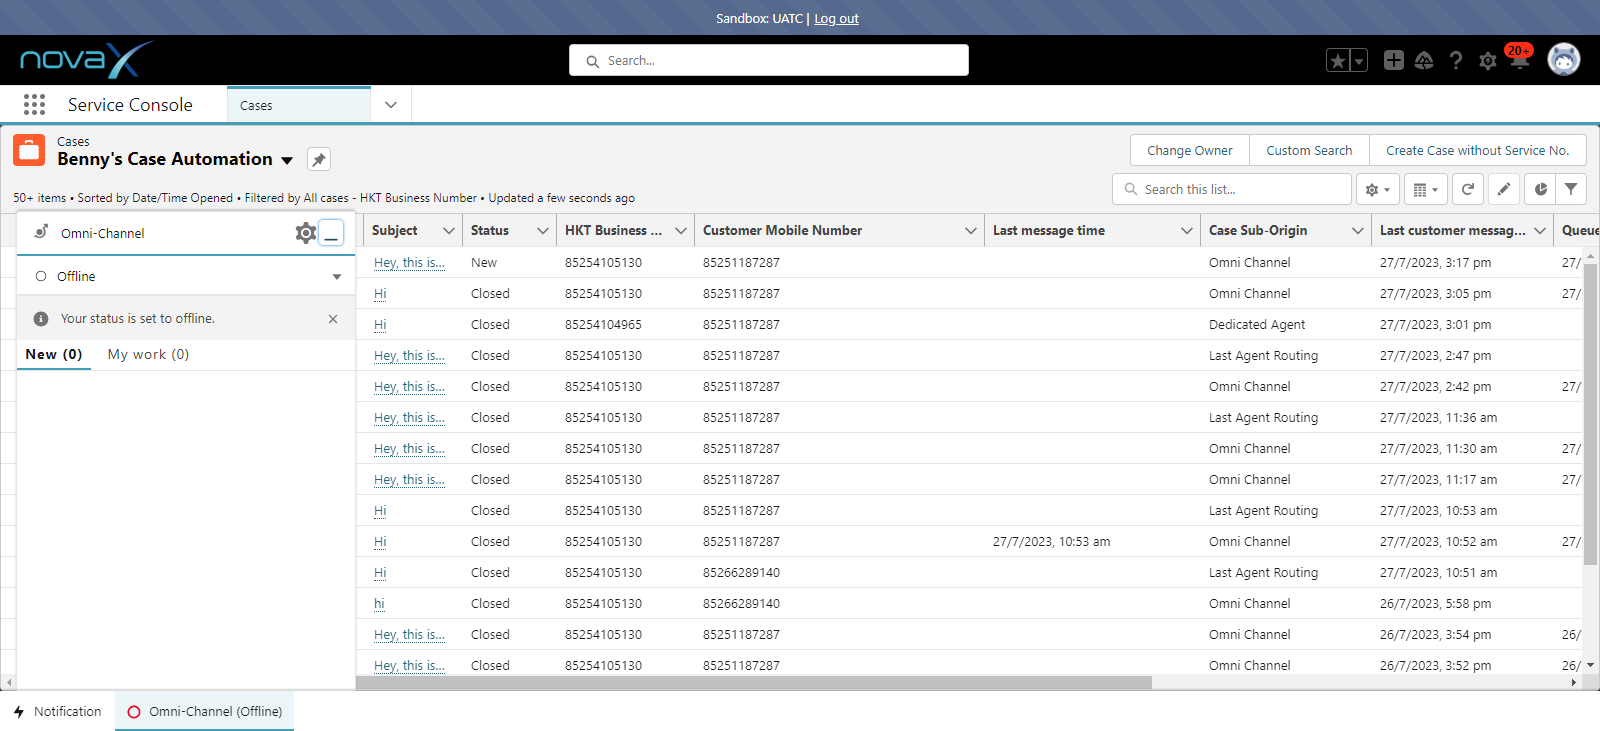 Sandbox: UATC | Log out
novax
Search...
20+
Service Console
Cases
Cases
Benny's Case Automation
Change Owner
Custom Search
Create Case without Service No.
50+ items • Sorted by Date/Time Opened • Filtered by All cases - HKT Business Number • Updated a few seconds ago
Search this list...
Omni-Channel
Offline
Your status is set to offline.
New (0) My work (0)
Subject Status HKT Business ... Customer Mobile Number Last message time Case Sub-Origin Last customer messag... Queue
Hey, this is... New 85254105130 85251187287 Omni Channel 27/7/2023, 3:17 pm 27/
Hi Closed 85254105130 85251187287 Omni Channel 27/7/2023, 3:05 pm 27/
Hi Closed 85254104965 85251187287 Dedicated Agent 27/7/2023, 3:01 pm
Hey, this is... Closed 85254105130 85251187287 Last Agent Routing 27/7/2023, 2:47 pm
Hey, this is... Closed 85254105130 85251187287 Omni Channel 27/7/2023, 2:42 pm 27/
Hey, this is... Closed 85254105130 85251187287 Last Agent Routing 27/7/2023, 11:36 am
Hey, this is... Closed 85254105130 85251187287 Omni Channel 27/7/2023, 11:30 am 27/
Hey, this is... Closed 85254105130 85251187287 Omni Channel 27/7/2023, 11:17 am 27/
Hi Closed 85254105130 85251187287 Last Agent Routing 27/7/2023, 10:53 am
Hi Closed 85254105130 85251187287 27/7/2023, 10:53 am Omni Channel 27/7/2023, 10:52 am 27/
Hi Closed 85254105130 85266289140 Last Agent Routing 27/7/2023, 10:51 am
hi Closed 85254105130 85266289140 Omni Channel 26/7/2023, 5:58 pm
Hey, this is... Closed 85254105130 85251187287 Omni Channel 26/7/2023, 3:54 pm 26/
Hey, this is... Closed 85254105130 85251187287 Omni Channel 26/7/2023, 3:52 pm 26/
Notification
Omni-Channel (Offline)